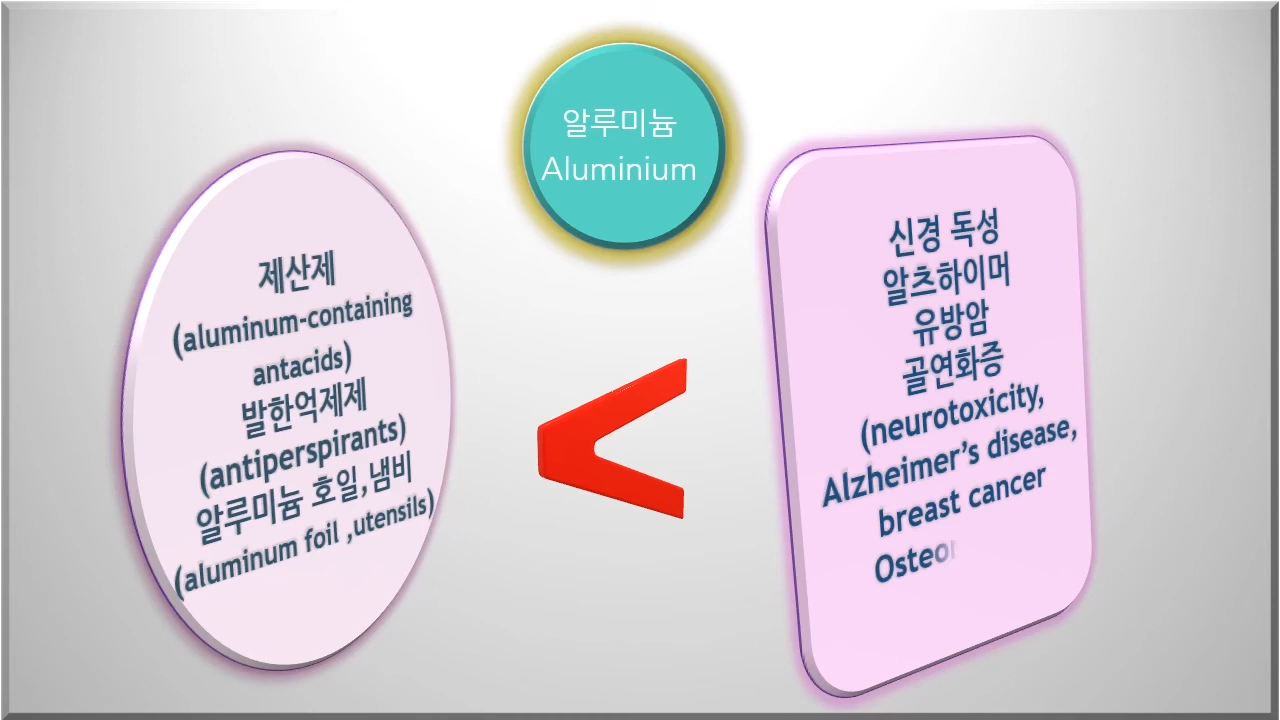 알루미늄
Aluminium
제산제
(aluminum-containing
antacids)
발한억제제
(antiperspirants)
알루미늄 호일,냄비
(aluminum foil ,utensils)
<
신경 독성
알츠하이머
유방암
골연화증
(neurotoxicity,
Alzheimer’s disease,
breast cancer